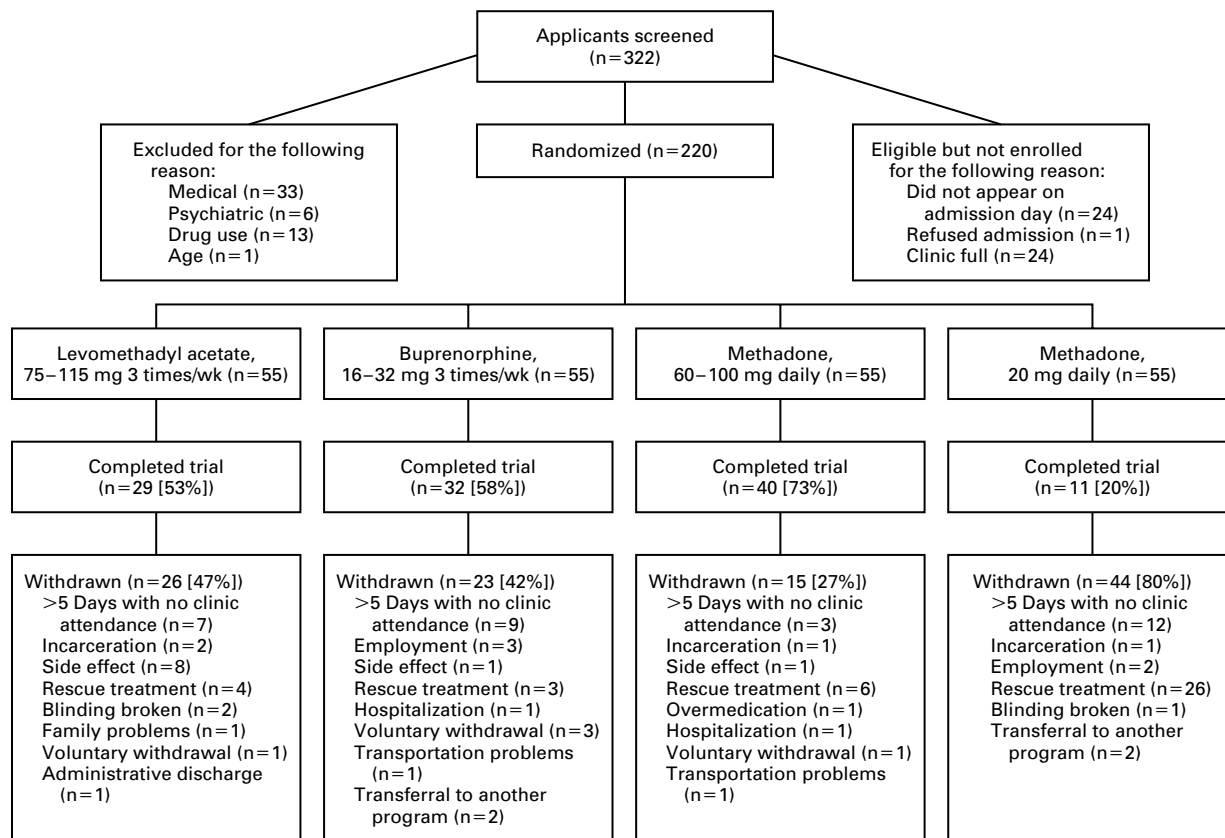 Applicants screened
(n=322)
Excluded for the following
reason:
Medical (n=33)
Psychiatric (n=6)
Drug use (n=13)
Age (n=1)
Randomized (n=220)
Eligible but not enrolled
for the following reason:
Did not appear on
admission day (n=24)
Refused admission (n=1)
Clinic full (n=24)
Levomethadyl acetate,
75–115 mg 3 times/wk (n=55)
Buprenorphine,
16–32 mg 3 times/wk (n=55)
Methadone,
60–100 mg daily (n=55)
Methadone,
20 mg daily (n=55)
Completed trial
(n=29 [53%])
Completed trial
(n=32 [58%])
Completed trial
(n=40 [73%])
Completed trial
(n=11 [20%])
Withdrawn (n=26 [47%])
>5 Days with no clinic
attendance (n=7)
Incarceration (n=2)
Side effect (n=8)
Rescue treatment (n=4)
Blinding broken (n=2)
Family problems (n=1)
Voluntary withdrawal (n=1)
Administrative discharge
(n=1)
Withdrawn (n=23 [42%])
>5 Days with no clinic
attendance (n=9)
Employment (n=3)
Side effect (n=1)
Rescue treatment (n=3)
Hospitalization (n=1)
Voluntary withdrawal (n=3)
Transportation problems
(n=1)
Transferral to another
program (n=2)
Withdrawn (n=15 [27%])
>5 Days with no clinic
attendance (n=3)
Incarceration (n=1)
Side effect (n=1)
Rescue treatment (n=6)
Overmedication (n=1)
Hospitalization (n=1)
Voluntary withdrawal (n=1)
Transportation problems
(n=1)
Withdrawn (n=44 [80%])
>5 Days with no clinic
attendance (n=12)
Incarceration (n=1)
Employment (n=2)
Rescue treatment (n=26)
Blinding broken (n=1)
Transferral to another
program (n=2)